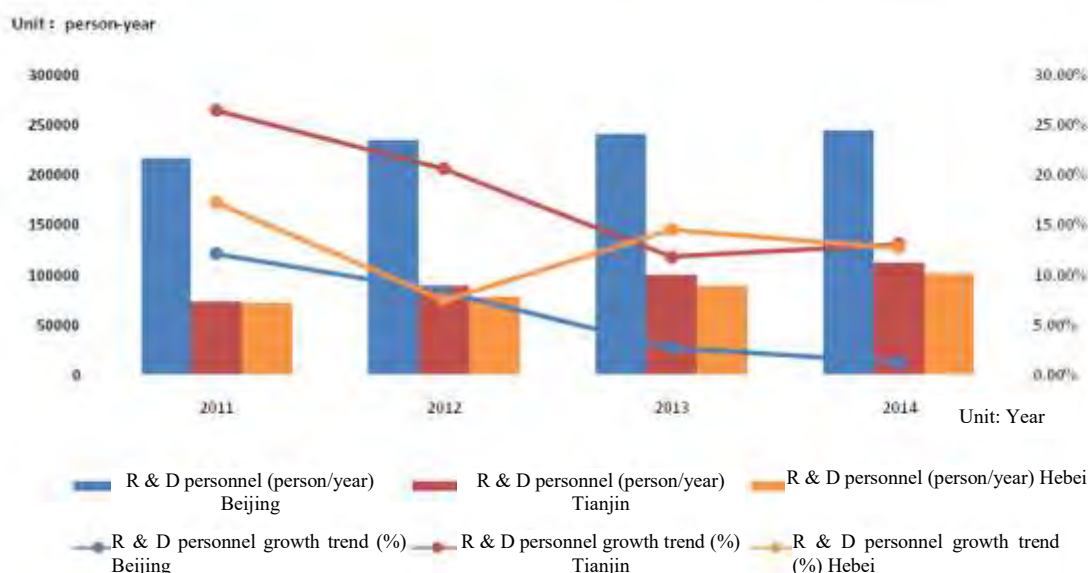 Unit : person-year
300000 30.00%
250000 25.00%
200000 20.00%
150000 15.00%
100000 10.00%
50000 5.00%
0 0.00%
2011 2012 2013 2014
Unit: Year
R & D personnel (person/year) Beijing
R & D personnel (person/year) Tianjin
R & D personnel (person/year) Hebei
R & D personnel growth trend (%) Beijing
R & D personnel growth trend (%) Tianjin
R & D personnel growth trend (%) Hebei